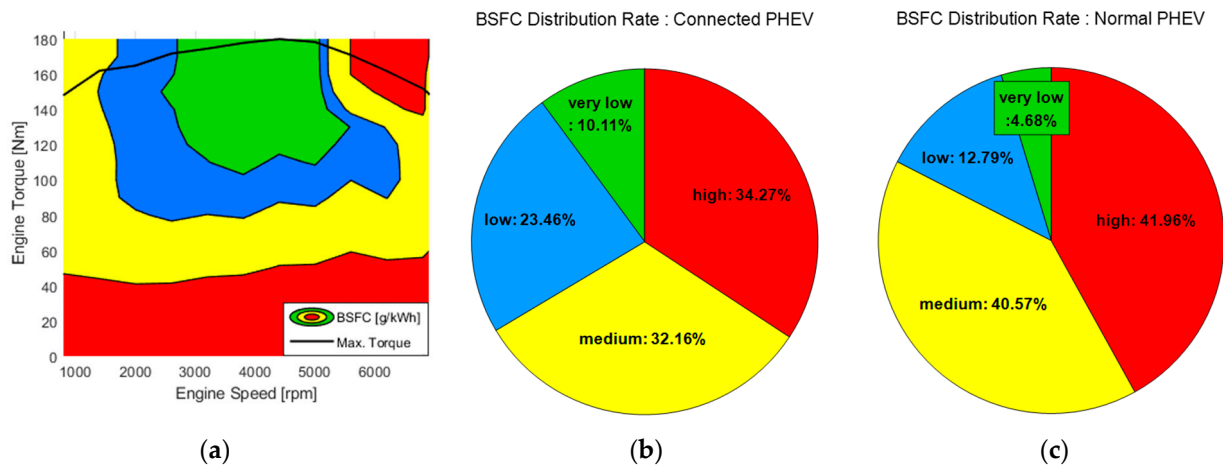 180
160
140
120
100
80
60
40
20
0
Engine Torque [Nm]
BSFC [g/kWh]
Max. Torque
1000 2000 3000 4000 5000 6000
Engine Speed [rpm]
(a)
BSFC Distribution Rate : Connected PHEV
very low
: 10.11%
high: 34.27%
low: 23.46%
medium: 32.16%
(b)
BSFC Distribution Rate : Normal PHEV
very low
:4.68%
low: 12.79%
high: 41.96%
medium: 40.57%
(c)